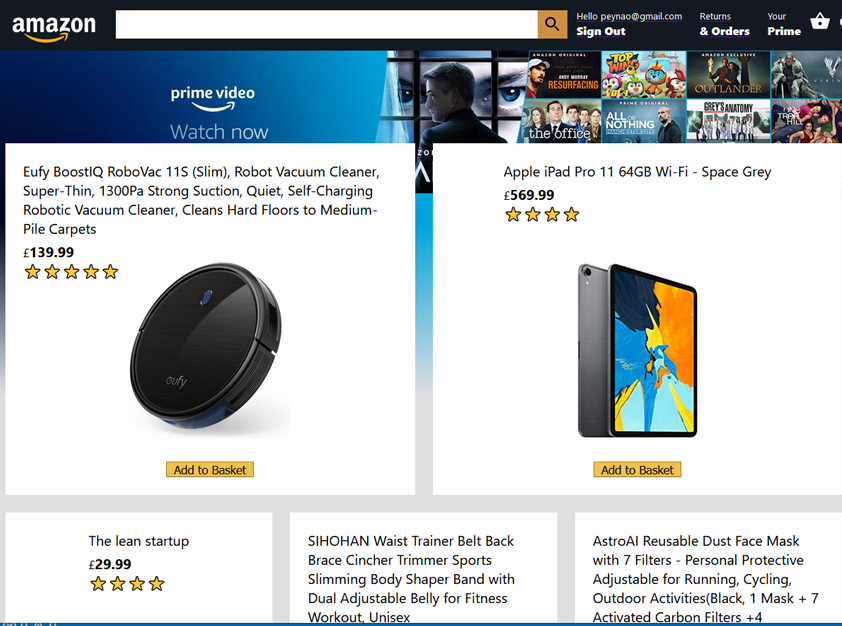 amazon
Hello peynao@gmail.com
Sign Out
Returns
& Orders
Your
Prime
prime video
Watch now
AMAZON ORIGINAL
ANDY MURRAY
RESURFACING
TOP
WING
AMAZON EXCLUSIVE
OUTLANDER
the office
PRIME ORIGINAL
ALL OR
NOTHING
MANCHESTER CITY
GREY'S ANATOMY
ONE
TREE
HILL
Eufy BoostIQ RoboVac 11S (Slim), Robot Vacuum Cleaner,
Super-Thin, 1300Pa Strong Suction, Quiet, Self-Charging
Robotic Vacuum Cleaner, Cleans Hard Floors to Medium-
Pile Carpets
£139.99
eufy
Add to Basket
Apple iPad Pro 11 64GB Wi-Fi - Space Grey
£569.99
Add to Basket
The lean startup
£29.99
SIHOHAN Waist Trainer Belt Back
Brace Cincher Trimmer Sports
Slimming Body Shaper Band with
Dual Adjustable Belly for Fitness
Workout, Unisex
AstroAI Reusable Dust Face Mask
with 7 Filters - Personal Protective
Adjustable for Running, Cycling,
Outdoor Activities(Black, 1 Mask + 7
Activated Carbon Filters +4